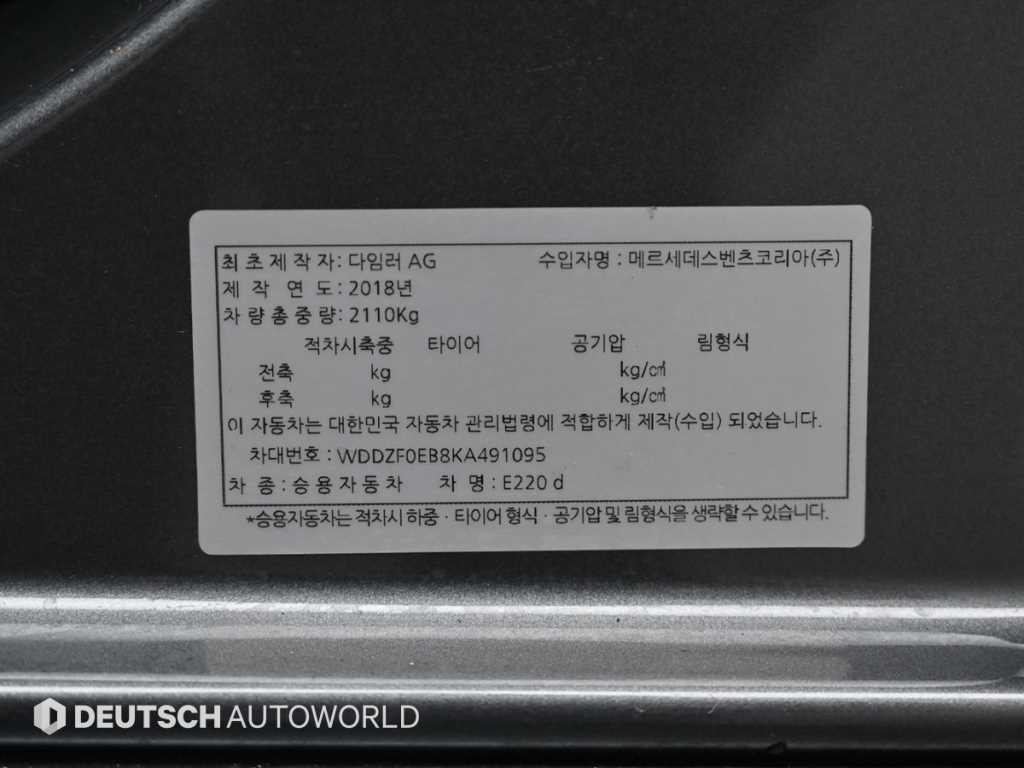 최초제작자: 다임러 AG 수입자명 : 메르세데스벤츠코리아(주)
제 작 연 도: 2018년
차량총중량: 2110Kg
적차시축중 타이어 공기압 림형식
전축 kg kg/㎠
후축 kg kg/㎠
이 자동차는 대한민국 자동차 관리법령에 적합하게 제작(수입) 되었습니다.
차대번호 : WDDZF0EB8KA491095
차 종 : 승용자동차 차 명 : E220 d
*승용자동차는 적차시 하중 · 타이어 형식 · 공기압 및 림형식을 생략할 수 있습니다.
DEUTSCH AUTOWORLD